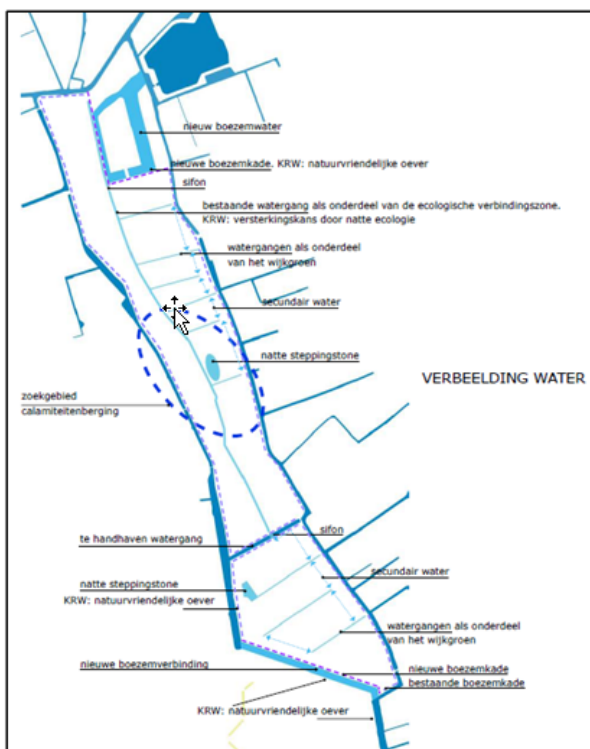 nieuw boezemwater
nieuwe boezemkade. KRW: natuurvriendelijke oever
sifon
bestaande watergang als onderdeel van de ecologische verbindingszone.
KRW: versterkingskans door natte ecologie
watergangen als onderdeel
van het wijkgroen
secundair water
natte steppingstone
VERBEELDING WATER
zoekgebied
calamiteitenberging
sifon
te handhaven watergang
secundair water
natte steppingstone
KRW: natuurvriendelijke oever
watergangen als onderdeel
van het wijkgroen
nieuwe boezemverbinding
nieuwe boezemkade
bestaande boezemkade
KRW: natuurvriendelijke oever